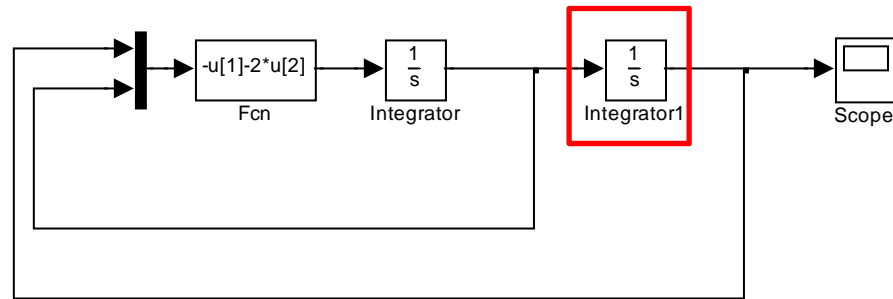 -u[1]-2*u[2]
Fcn
1
s
Integrator
1
s
Integrator1
Scope